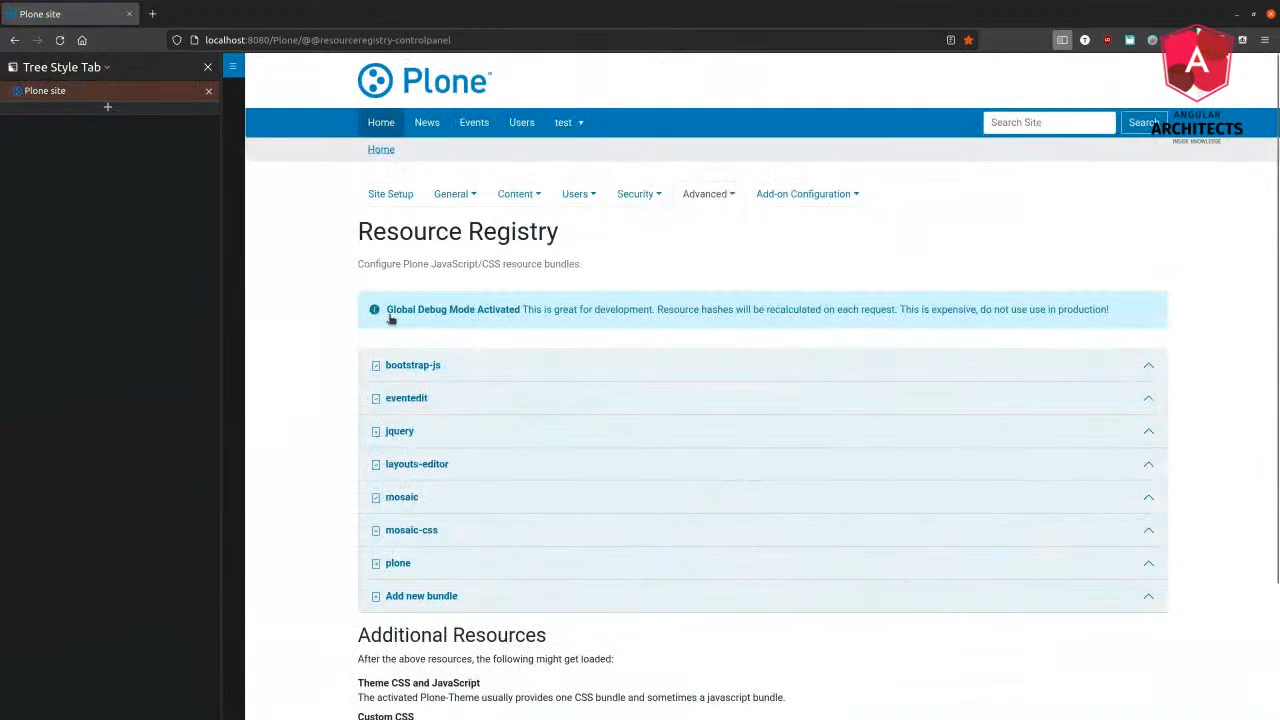 Plone site
localhost:8080/Plone/@@resourceregistry-controlpanel
Tree Style Tab
Plone site
Plone
Home News Events Users test
Search Site
Search
Home
A
ANGULAR
ARCHITECTS
INSIDE KNOWLEDGE
Site Setup General Content Users Security Advanced Add-on Configuration
Resource Registry
Configure Plone JavaScript/CSS resource bundles.
Global Debug Mode Activated This is great for development. Resource hashes will be recalculated on each request. This is expensive, do not use use in production!
bootstrap-js
eventedit
jquery
layouts-editor
mosaic
mosaic-css
plone
Add new bundle
Additional Resources
After the above resources, the following might get loaded:
Theme CSS and JavaScript
The activated Plone-Theme usually provides one CSS bundle and sometimes a javascript bundle.
Custom CSS